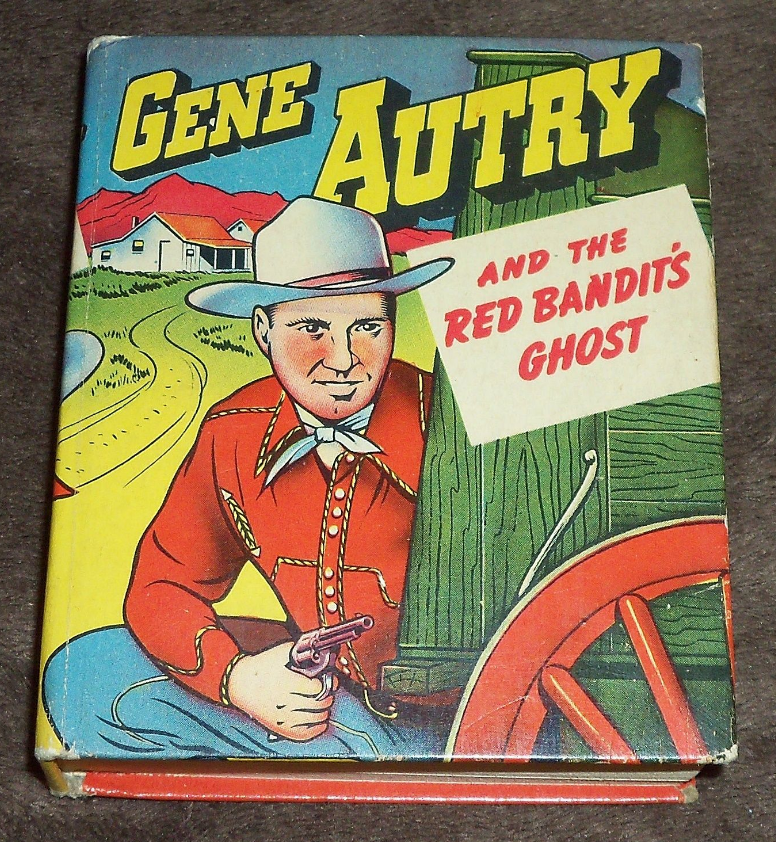 GENE AUTRY
AND THE
RED BANDIT'S
GHOST